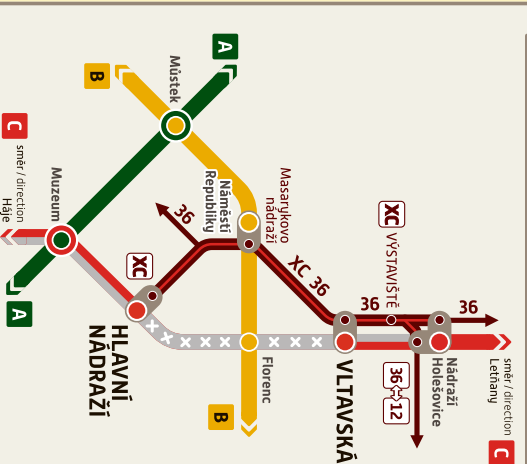 A
B
Můstek
C
směr / direction
Háje
Muzeum
A
XC
HLAVNÍ
NÁDRAŽÍ
36
Náměstí
Republiky
Masarykovo
nádraží
XC 36
Florenc
B
XC VÝSTAVIŠTĚ
36
36
VLTAVSKÁ
36↔12
Nádraží
Holešovice
směr / direction
Letňany
C